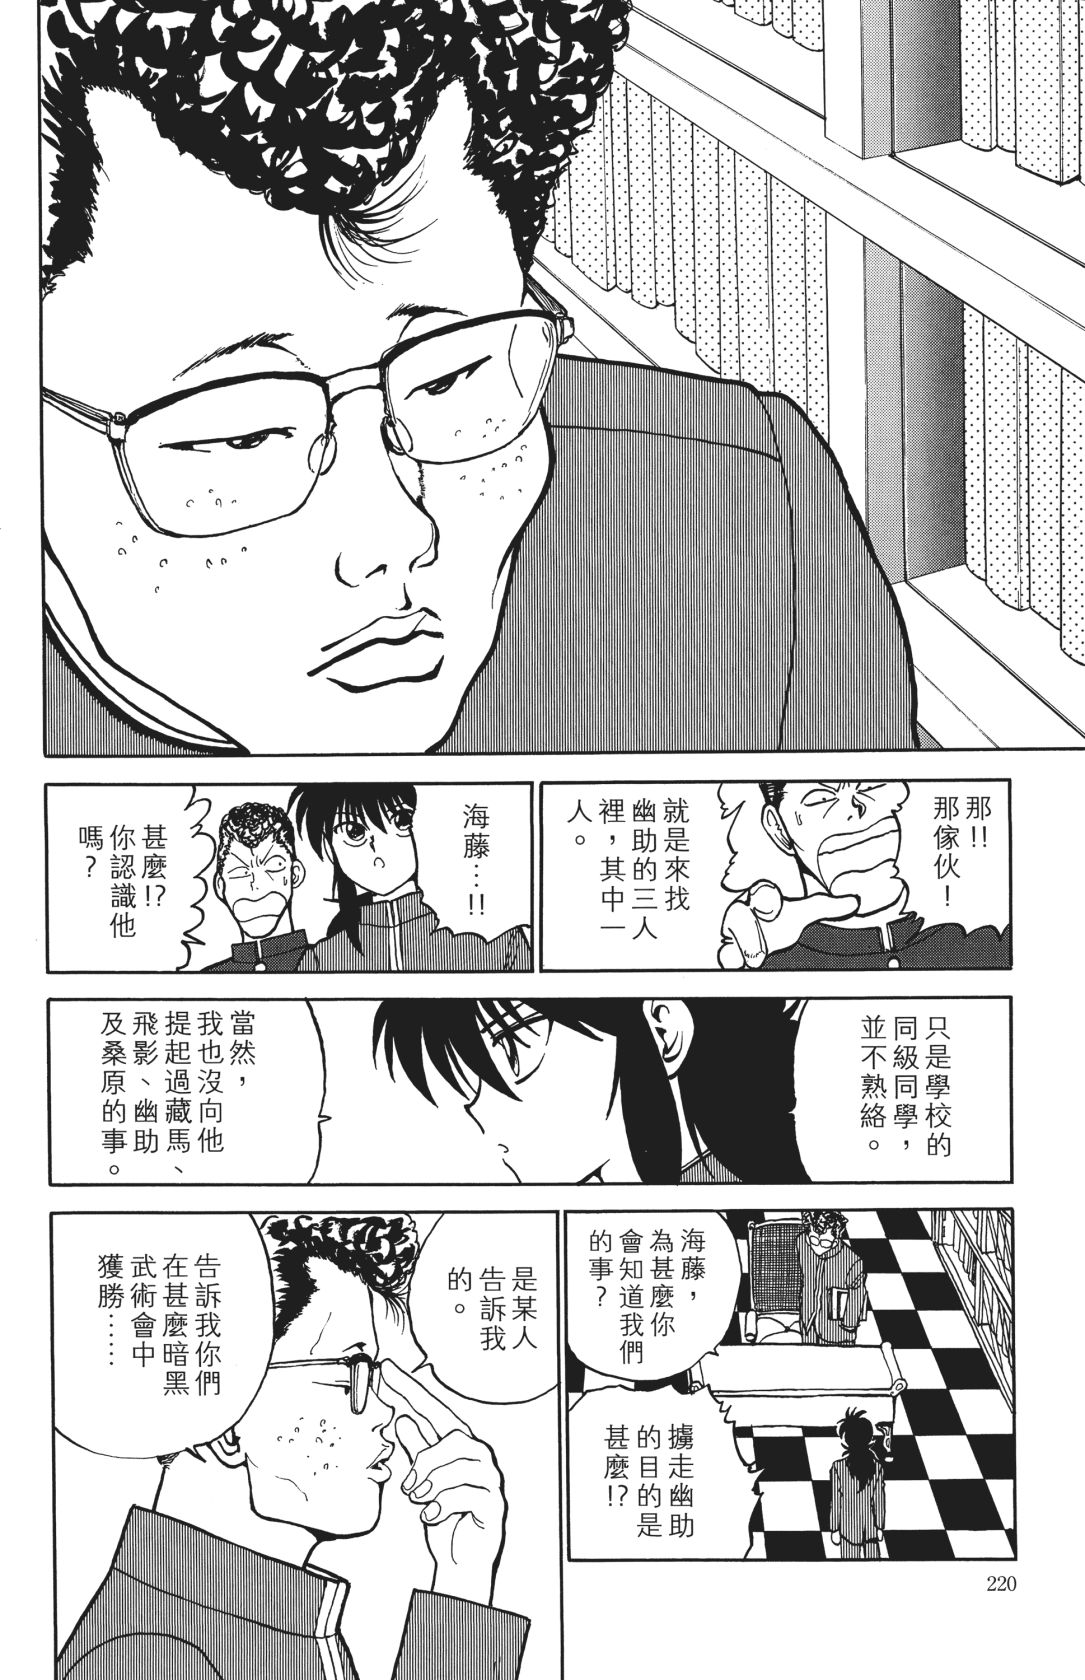 那!!
那傢伙！
就是來找
幽助的三人
裡，其中一
人。
海藤…!!
甚麼!?
你認識他
嗎？
只是學校的
同級同學，
並不熟絡。
當然，
我也沒向他
提起過藏馬、
飛影、幽助
及桑原的事。
海藤，
為甚麼你
會知道我們
的事？
擄走幽助
的目的是
甚麼!?
是某人
告訴我
的。
告訴我你們
在甚麼暗黑
武術會中
獲勝……
220